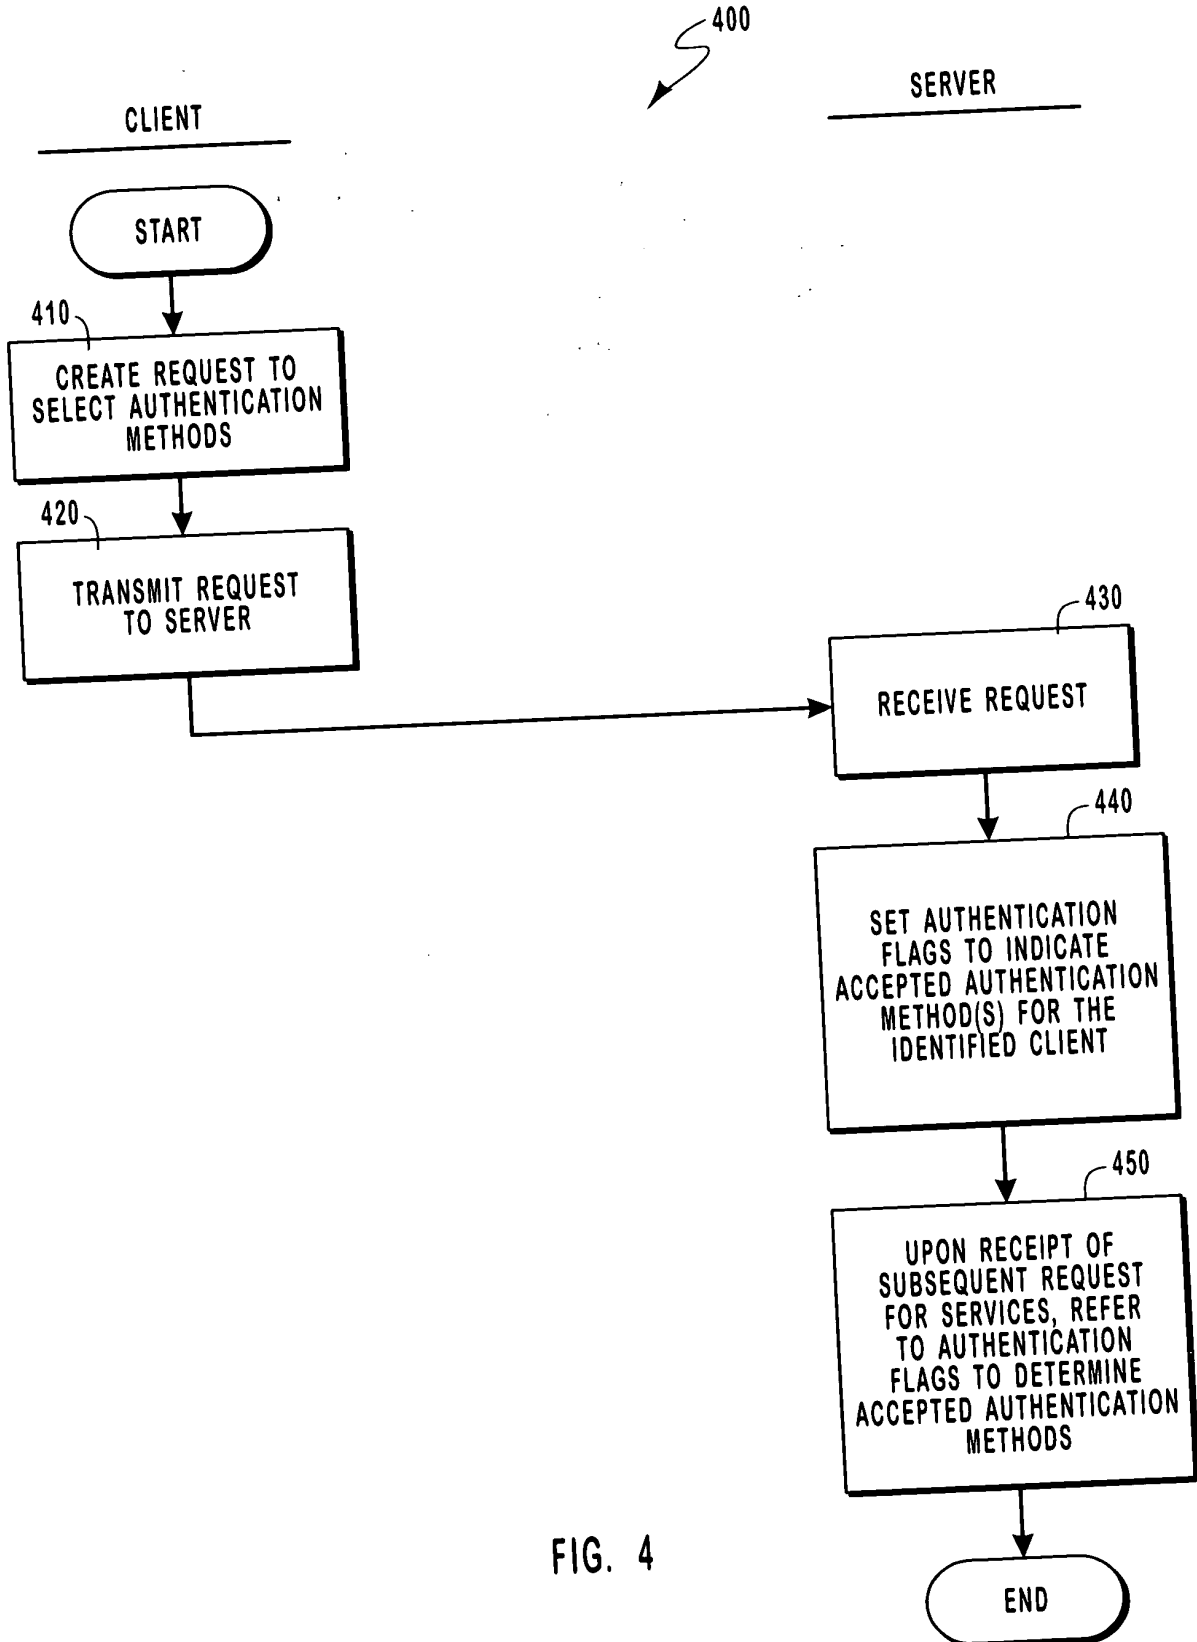 400
SERVER
CLIENT
START
410
CREATE REQUEST TO
SELECT AUTHENTICATION
METHODS
420
TRANSMIT REQUEST
TO SERVER
430
RECEIVE REQUEST
440
SET AUTHENTICATION
FLAGS TO INDICATE
ACCEPTED AUTHENTICATION
METHOD(S) FOR THE
IDENTIFIED CLIENT
450
UPON RECEIPT OF
SUBSEQUENT REQUEST
FOR SERVICES, REFER
TO AUTHENTICATION
FLAGS TO DETERMINE
ACCEPTED AUTHENTICATION
METHODS
FIG. 4
END